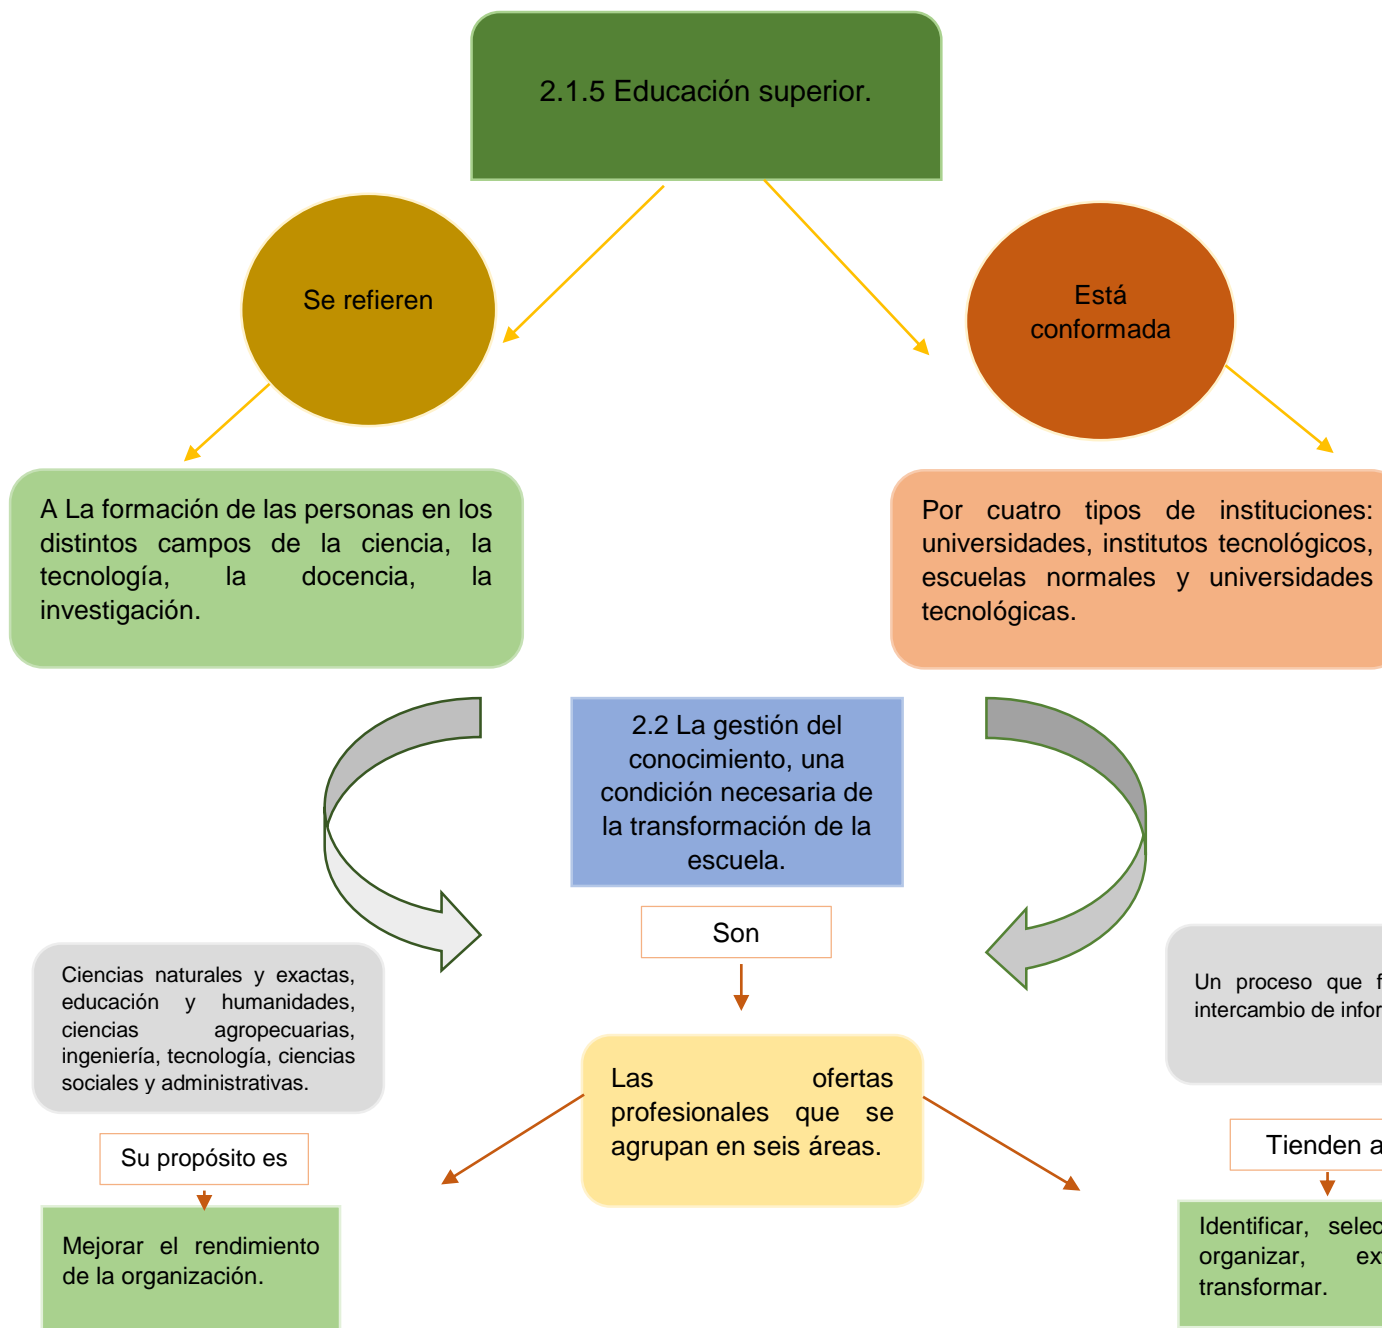 2.1.5 Educación superior.
Se refieren
Está
conformada
A La formación de las personas en los
distintos campos de la ciencia, la
tecnología, la docencia, la
investigación.
Por cuatro tipos de instituciones:
universidades, institutos tecnológicos,
escuelas normales y universidades
tecnológicas.
2.2 La gestión del
conocimiento, una
condición necesaria de
la transformación de la
escuela.
Son
Ciencias naturales y exactas,
educación y humanidades,
ciencias agropecuarias,
ingeniería, tecnología, ciencias
sociales y administrativas.
Un proceso que
intercambio de
Las ofertas
profesionales que se
agrupan en seis áreas.
Su propósito es
Tienden a
Mejorar el rendimiento
de la organización.
Identificar,
organizar,
transformar.